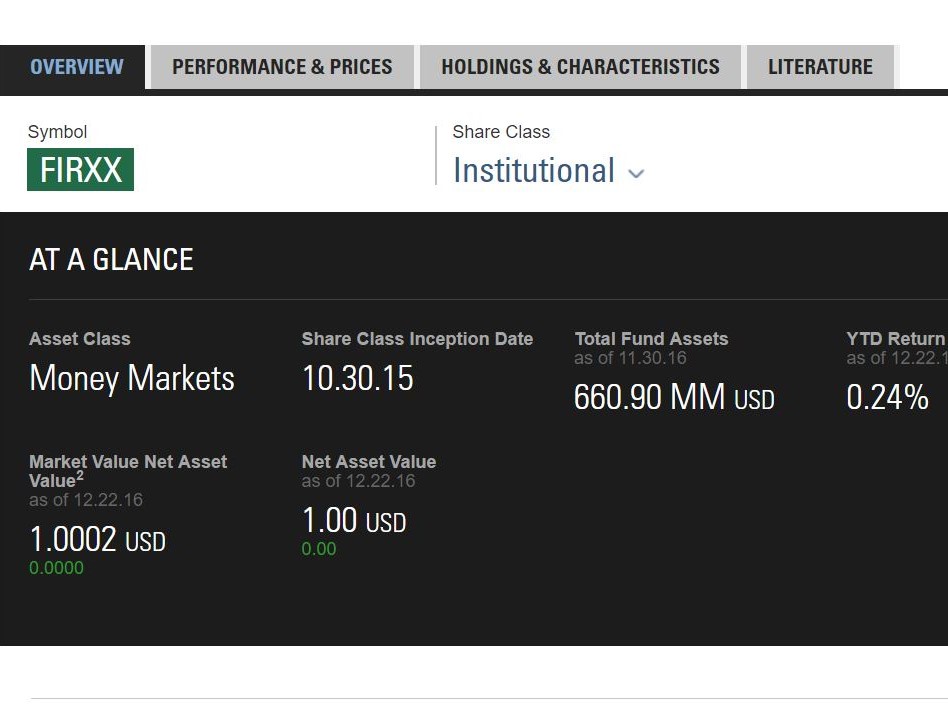 OVERVIEW PERFORMANCE & PRICES HOLDINGS & CHARACTERISTICS LITERATURE
Symbol Share Class
FIRXX Institutional
AT A GLANCE
Asset Class Share Class Inception Date Total Fund Assets YTD Return
as of 11.30.16 as of 12.22.1
Money Markets 10.30.15 660.90 MM USD 0.24%
Market Value Net Asset Net Asset Value
Value² as of 12.22.16
as of 12.22.16
1.0002 USD 1.00 USD
0.0000 0.00